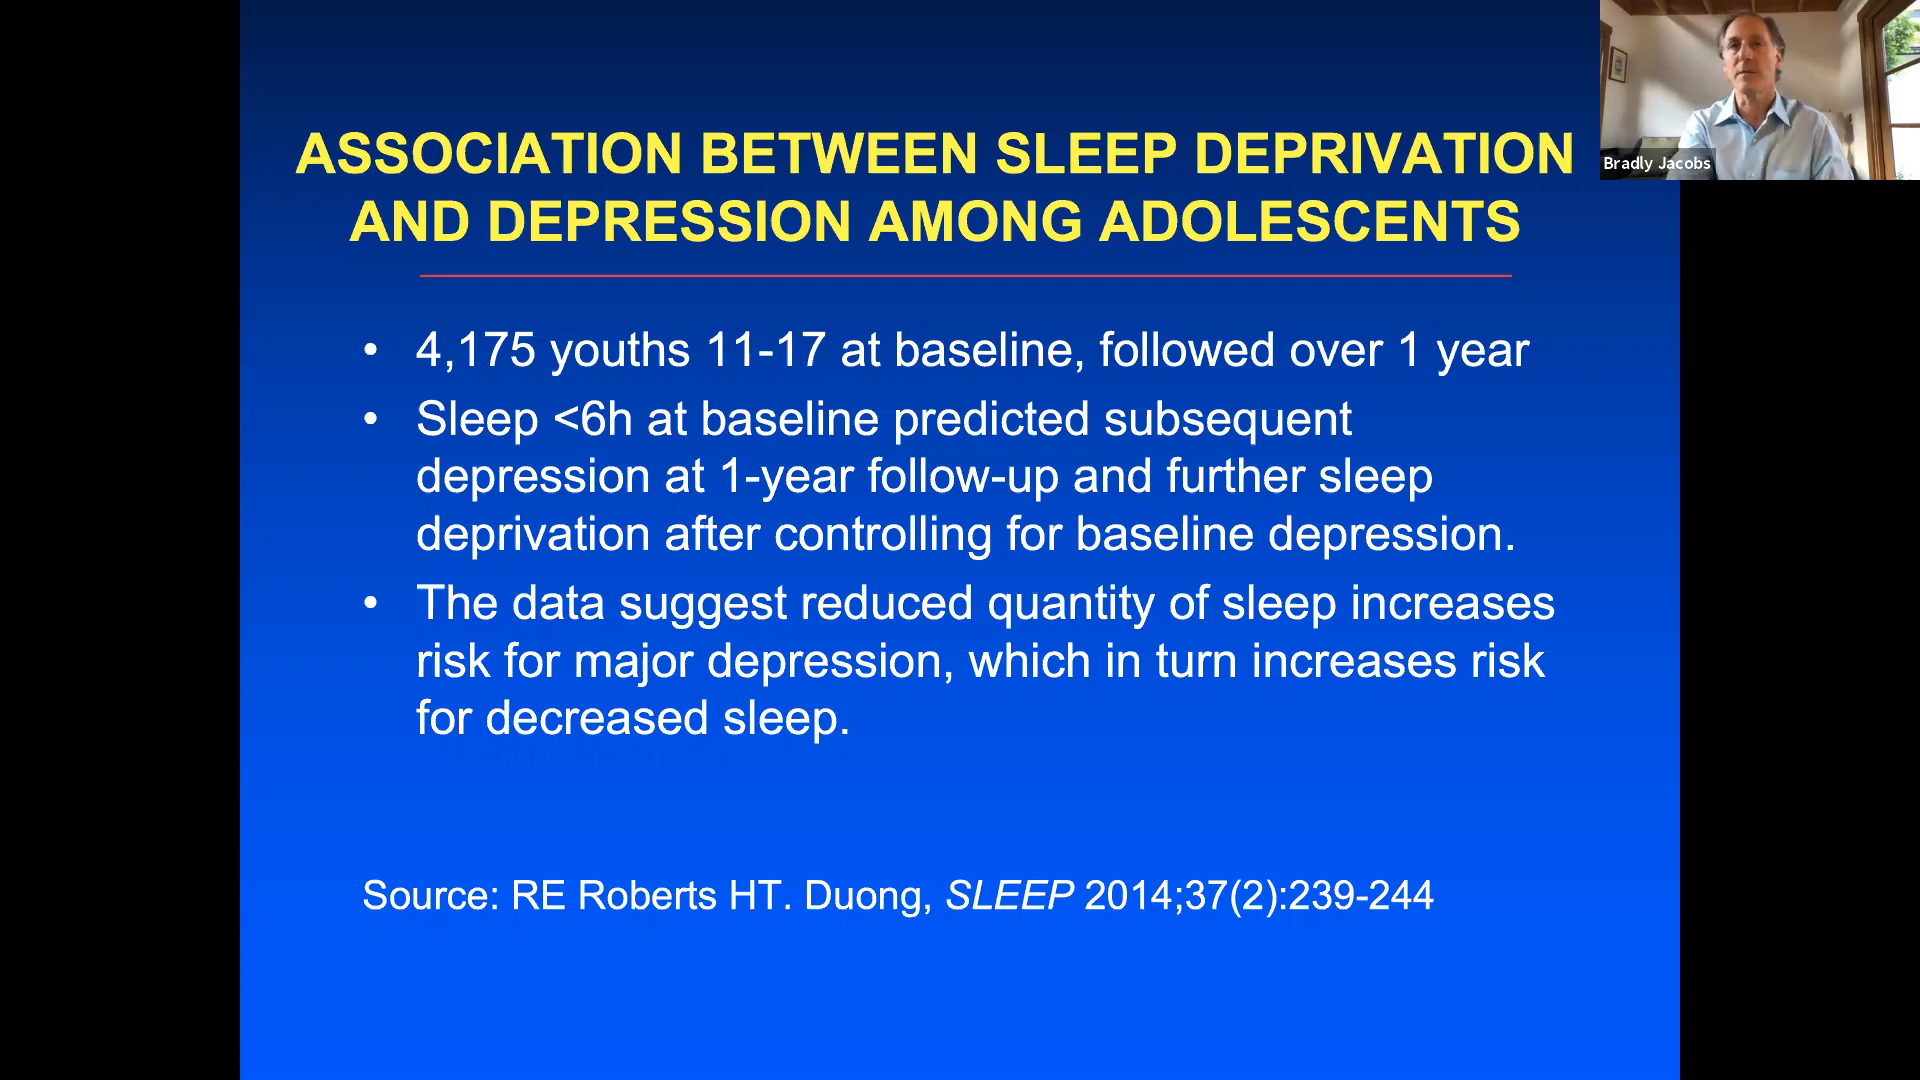 ASSOCIATION BETWEEN SLEEP DEPRIVATION
AND DEPRESSION AMONG ADOLESCENTS
Bradly Jacobs
• 4,175 youths 11-17 at baseline, followed over 1 year
• Sleep <6h at baseline predicted subsequent
depression at 1-year follow-up and further sleep
deprivation after controlling for baseline depression.
• The data suggest reduced quantity of sleep increases
risk for major depression, which in turn increases risk
for decreased sleep.
Source: RE Roberts HT. Duong, SLEEP 2014;37(2):239-244